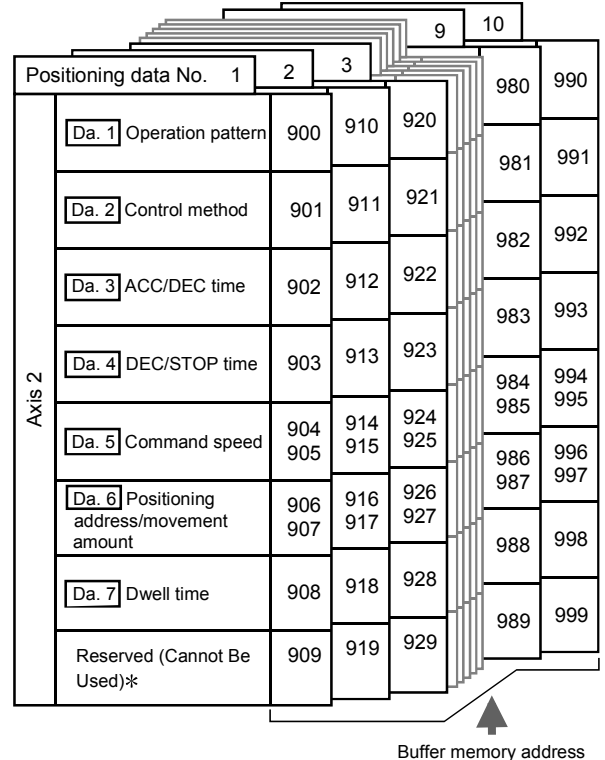 Positioning data No. 1 2 3 9 10
Axis 2
Da. 1 Operation pattern 900 910 920 980 990
Da. 2 Control method 901 911 921 981 991
Da. 3 ACC/DEC time 902 912 922 982 992
Da. 4 DEC/STOP time 903 913 923 983 993
Da. 5 Command speed 904 914 924 984 994
905 915 925 985 995
Da. 6 Positioning
address/movement
amount
906 916 926 986 996
907 917 927 987 997
Da. 7 Dwell time 908 918 928 988 998
Reserved (Cannot Be
Used)* 909 919 929 989 999
Buffer memory address